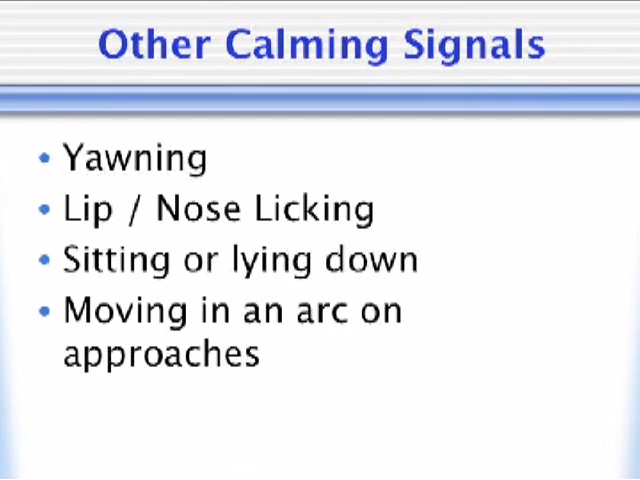 Other Calming Signals
• Yawning
• Lip / Nose Licking
• Sitting or lying down
• Moving in an arc on
approaches